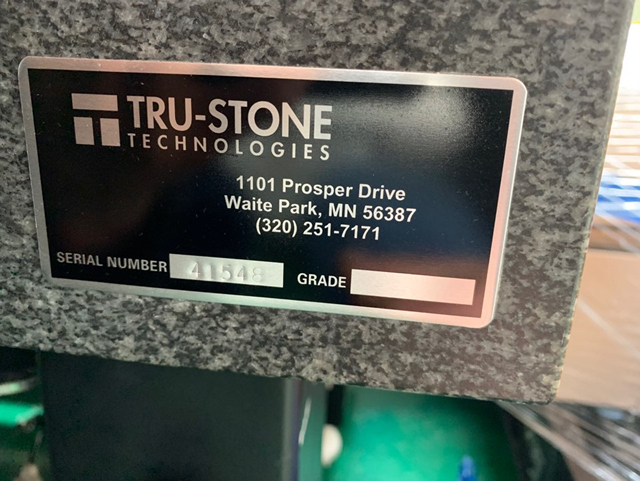 TRU-STONE
TECHNOLOGIES
1101 Prosper Drive
Waite Park, MN 56387
(320) 251-7171
SERIAL NUMBER 41548 GRADE